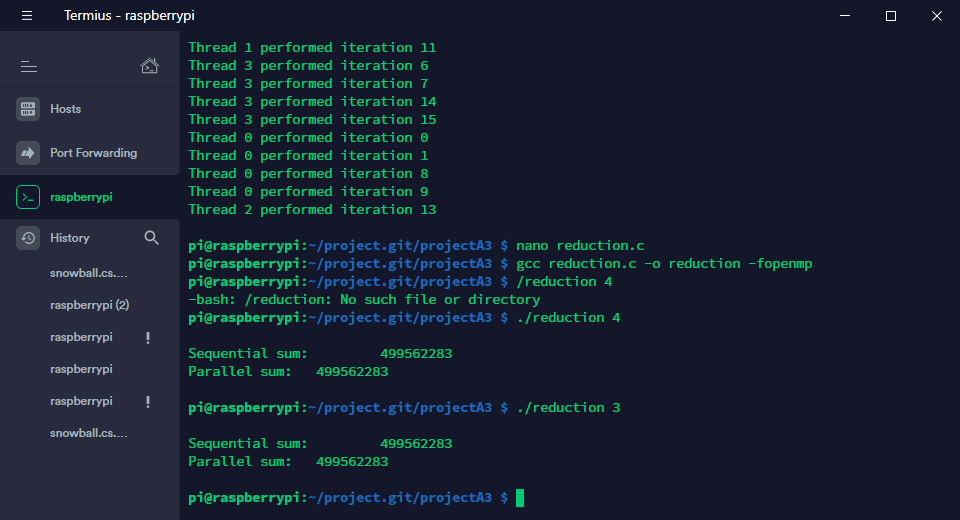 Termius - raspberrypi
Hosts
Port Forwarding
raspberrypi
History
snowball.cs....
raspberrypi (2)
raspberrypi !
raspberrypi
raspberrypi !
snowball.cs....
Thread 1 performed iteration 11
Thread 3 performed iteration 6
Thread 3 performed iteration 7
Thread 3 performed iteration 14
Thread 3 performed iteration 15
Thread 0 performed iteration 0
Thread 0 performed iteration 1
Thread 0 performed iteration 8
Thread 0 performed iteration 9
Thread 2 performed iteration 13
pi@raspberrypi:~/project.git/projectA3 $ nano reduction.c
pi@raspberrypi:~/project.git/projectA3 $ gcc reduction.c -o reduction -fopenmp
pi@raspberrypi:~/project.git/projectA3 $ /reduction 4
-bash: /reduction: No such file or directory
pi@raspberrypi:~/project.git/projectA3 $ ./reduction 4
Sequential sum:         499562283
Parallel sum:   499562283
pi@raspberrypi:~/project.git/projectA3 $ ./reduction 3
Sequential sum:         499562283
Parallel sum:   499562283
pi@raspberrypi:~/project.git/projectA3 $